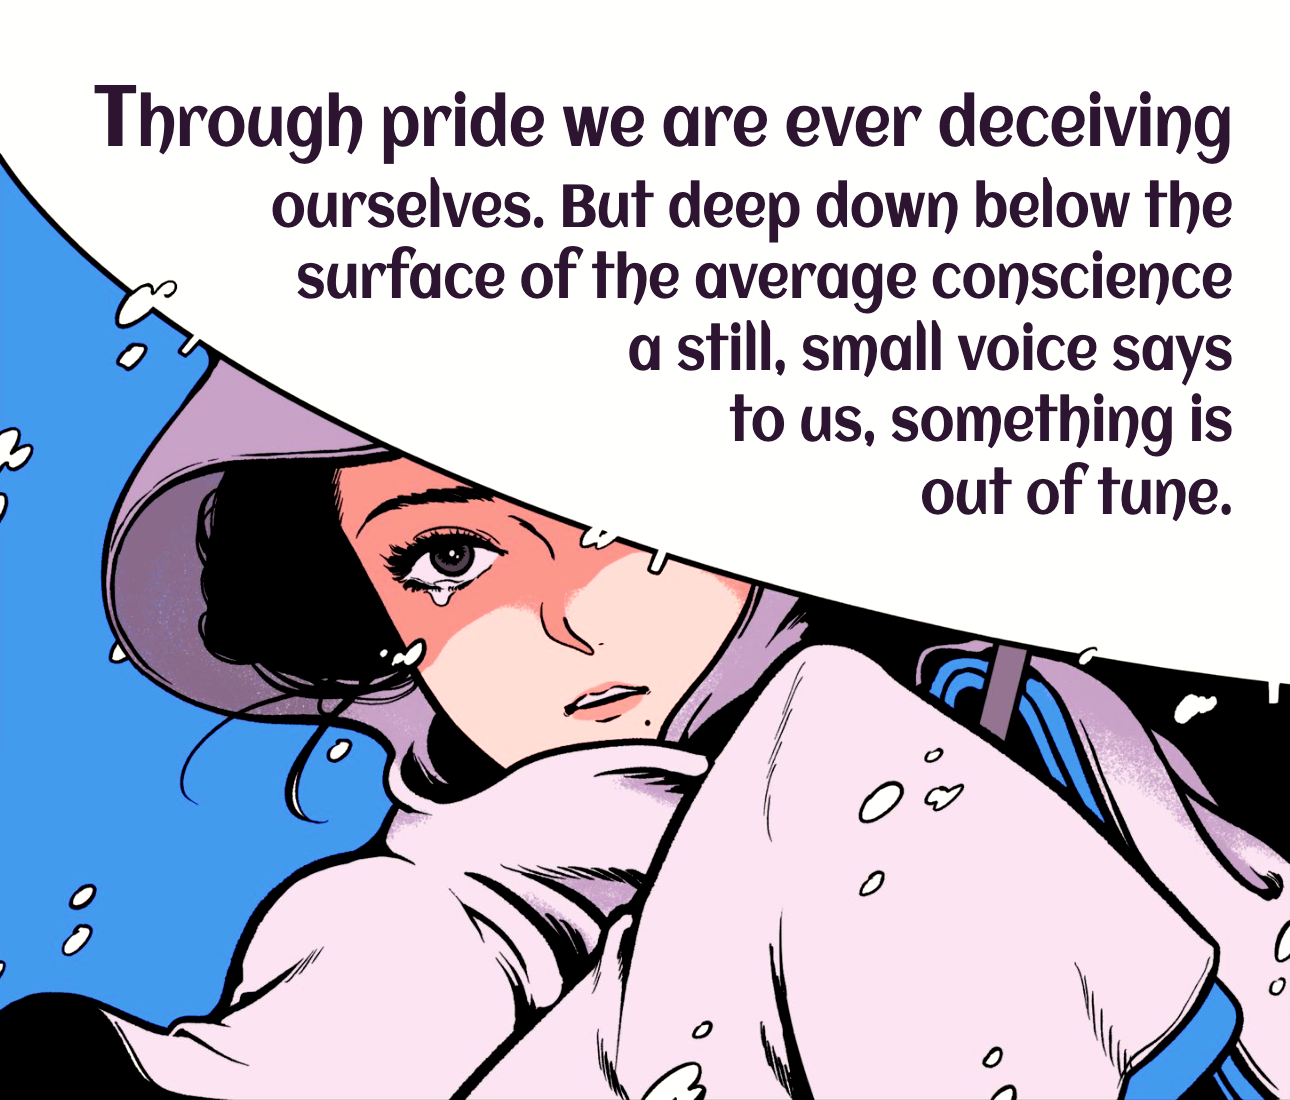 Through pride we are ever deceiving
ourselves. But deep down below the
surface of the average conscience
a still, small voice says
to us, something is
out of tune.